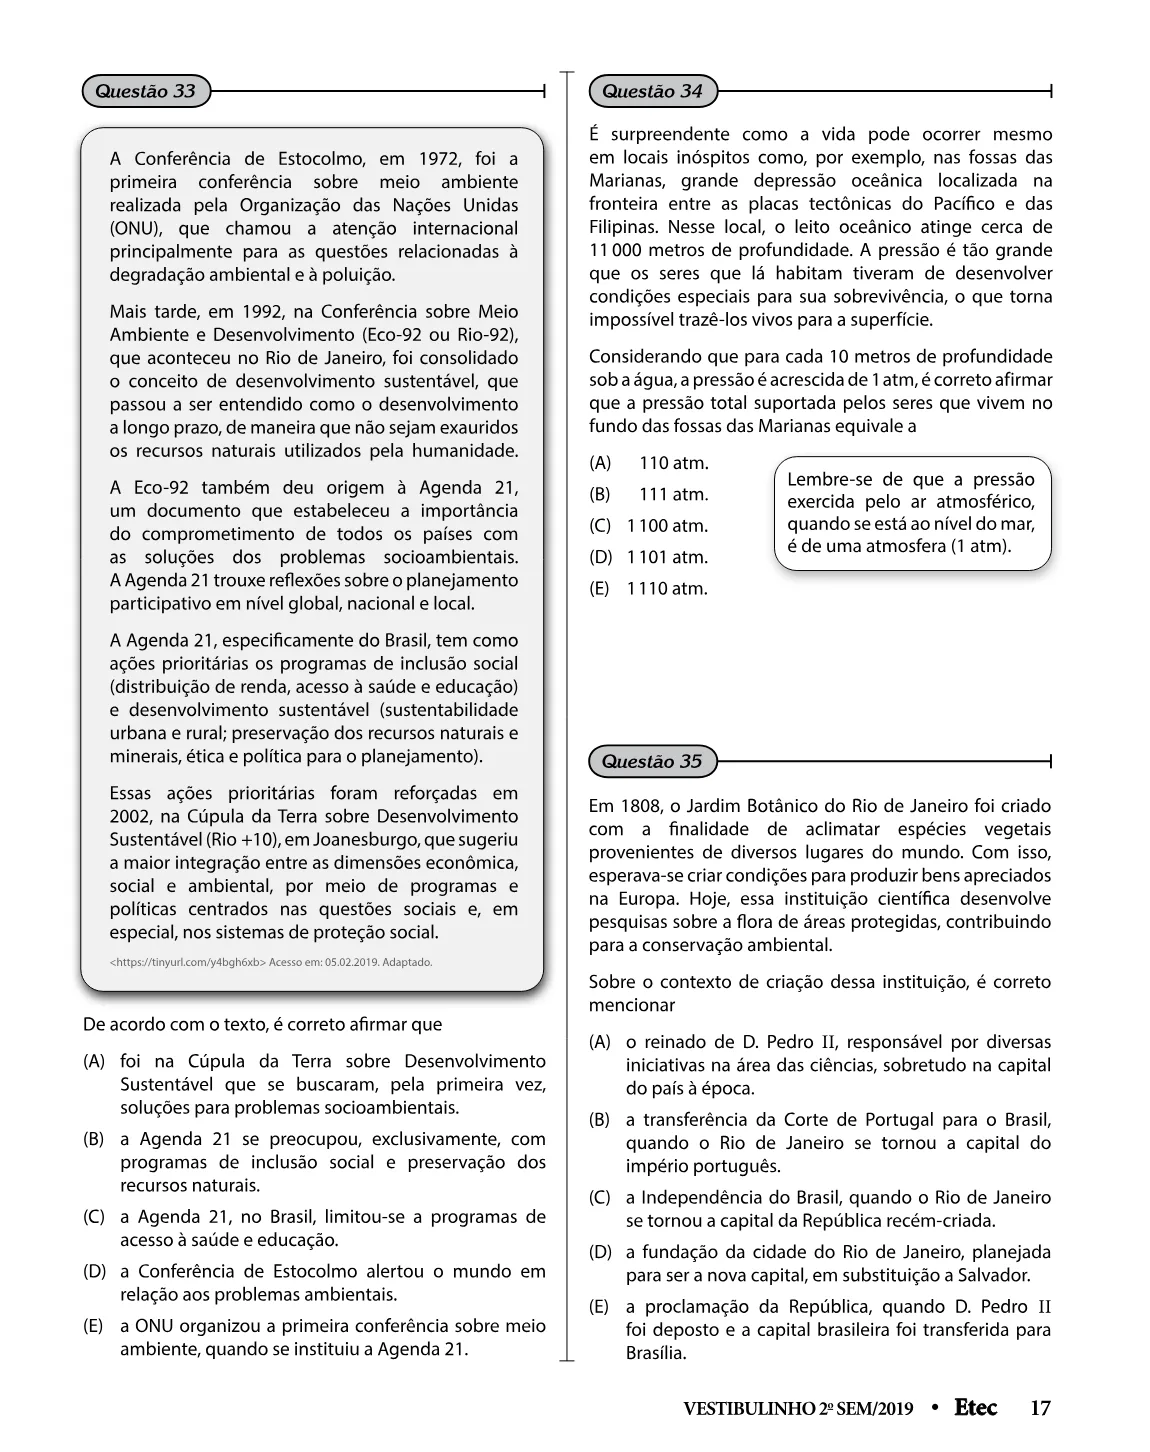 Questão 33
A Conferência de Estocolmo, em 1972, foi a
primeira conferência sobre meio ambiente
realizada pela Organização das Nações Unidas
(ONU), que chamou a atenção internacional
principalmente para as questões relacionadas à
degradação ambiental e à poluição.
Mais tarde, em 1992, na Conferência sobre Meio
Ambiente e Desenvolvimento (Eco-92 ou Rio-92),
que aconteceu no Rio de Janeiro, foi consolidado
o conceito de desenvolvimento sustentável, que
passou a ser entendido como o desenvolvimento
a longo prazo, de maneira que não sejam exauridos
os recursos naturais utilizados pela humanidade.
A Eco-92 também deu origem à Agenda 21,
um documento que estabeleceu a importância
do comprometimento de todos os países com
as soluções dos problemas socioambientais.
A Agenda 21 trouxe reflexões sobre o planejamento
participativo em nível global, nacional e local.
A Agenda 21, especificamente do Brasil, tem como
ações prioritárias os programas de inclusão social
(distribuição de renda, acesso à saúde e educação)
e desenvolvimento sustentável (sustentabilidade
urbana e rural; preservação dos recursos naturais e
minerais, ética e política para o planejamento).
Essas ações prioritárias foram reforçadas em
2002, na Cúpula da Terra sobre Desenvolvimento
Sustentável (Rio +10), em Joanesburgo, que sugeriu
a maior integração entre as dimensões econômica,
social e ambiental, por meio de programas e
políticas centrados nas questões sociais e, em
especial, nos sistemas de proteção social.
<https://tinyurl.com/y4bgh6xb> Acesso em: 05.02.2019. Adaptado.
De acordo com o texto, é correto afirmar que
(A) foi na Cúpula da Terra sobre Desenvolvimento
Sustentável que se buscaram, pela primeira vez,
soluções para problemas socioambientais.
(B) a Agenda 21 se preocupou, exclusivamente, com
programas de inclusão social e preservação dos
recursos naturais.
(C) a Agenda 21, no Brasil, limitou-se a programas de
acesso à saúde e educação.
(D) a Conferência de Estocolmo alertou o mundo em
relação aos problemas ambientais.
(E) a ONU organizou a primeira conferência sobre meio
ambiente, quando se instituiu a Agenda 21.
Questão 34
É surpreendente como a vida pode ocorrer mesmo
em locais inóspitos como, por exemplo, nas fossas das
Marianas, grande depressão oceânica localizada na
fronteira entre as placas tectônicas do Pacífico e das
Filipinas. Nesse local, o leito oceânico atinge cerca de
11 000 metros de profundidade. A pressão é tão grande
que os seres que lá habitam tiveram de desenvolver
condições especiais para sua sobrevivência, o que torna
impossível trazê-los vivos para a superfície.
Considerando que para cada 10 metros de profundidade
sob a água, a pressão é acrescida de 1 atm, é correto afirmar
que a pressão total suportada pelos seres que vivem no
fundo das fossas das Marianas equivale a
(A) 110 atm.
(B) 111 atm.
(C) 1 100 atm.
(D) 1 101 atm.
(E) 1 110 atm.
Lembre-se de que a pressão
exercida pelo ar atmosférico,
quando se está ao nível do mar,
é de uma atmosfera (1 atm).
Questão 35
Em 1808, o Jardim Botânico do Rio de Janeiro foi criado
com a finalidade de aclimatar espécies vegetais
provenientes de diversos lugares do mundo. Com isso,
esperava-se criar condições para produzir bens apreciados
na Europa. Hoje, essa instituição científica desenvolve
pesquisas sobre a flora de áreas protegidas, contribuindo
para a conservação ambiental.
Sobre o contexto de criação dessa instituição, é correto
mencionar
(A) o reinado de D. Pedro II, responsável por diversas
iniciativas na área das ciências, sobretudo na capital
do país à época.
(B) a transferência da Corte de Portugal para o Brasil,
quando o Rio de Janeiro se tornou a capital do
império português.
(C) a Independência do Brasil, quando o Rio de Janeiro
se tornou a capital da República recém-criada.
(D) a fundação da cidade do Rio de Janeiro, planejada
para ser a nova capital, em substituição a Salvador.
(E) a proclamação da República, quando D. Pedro II
foi deposto e a capital brasileira foi transferida para
Brasília.
VESTIBULINHO 2º SEM/2019 • Etec 17